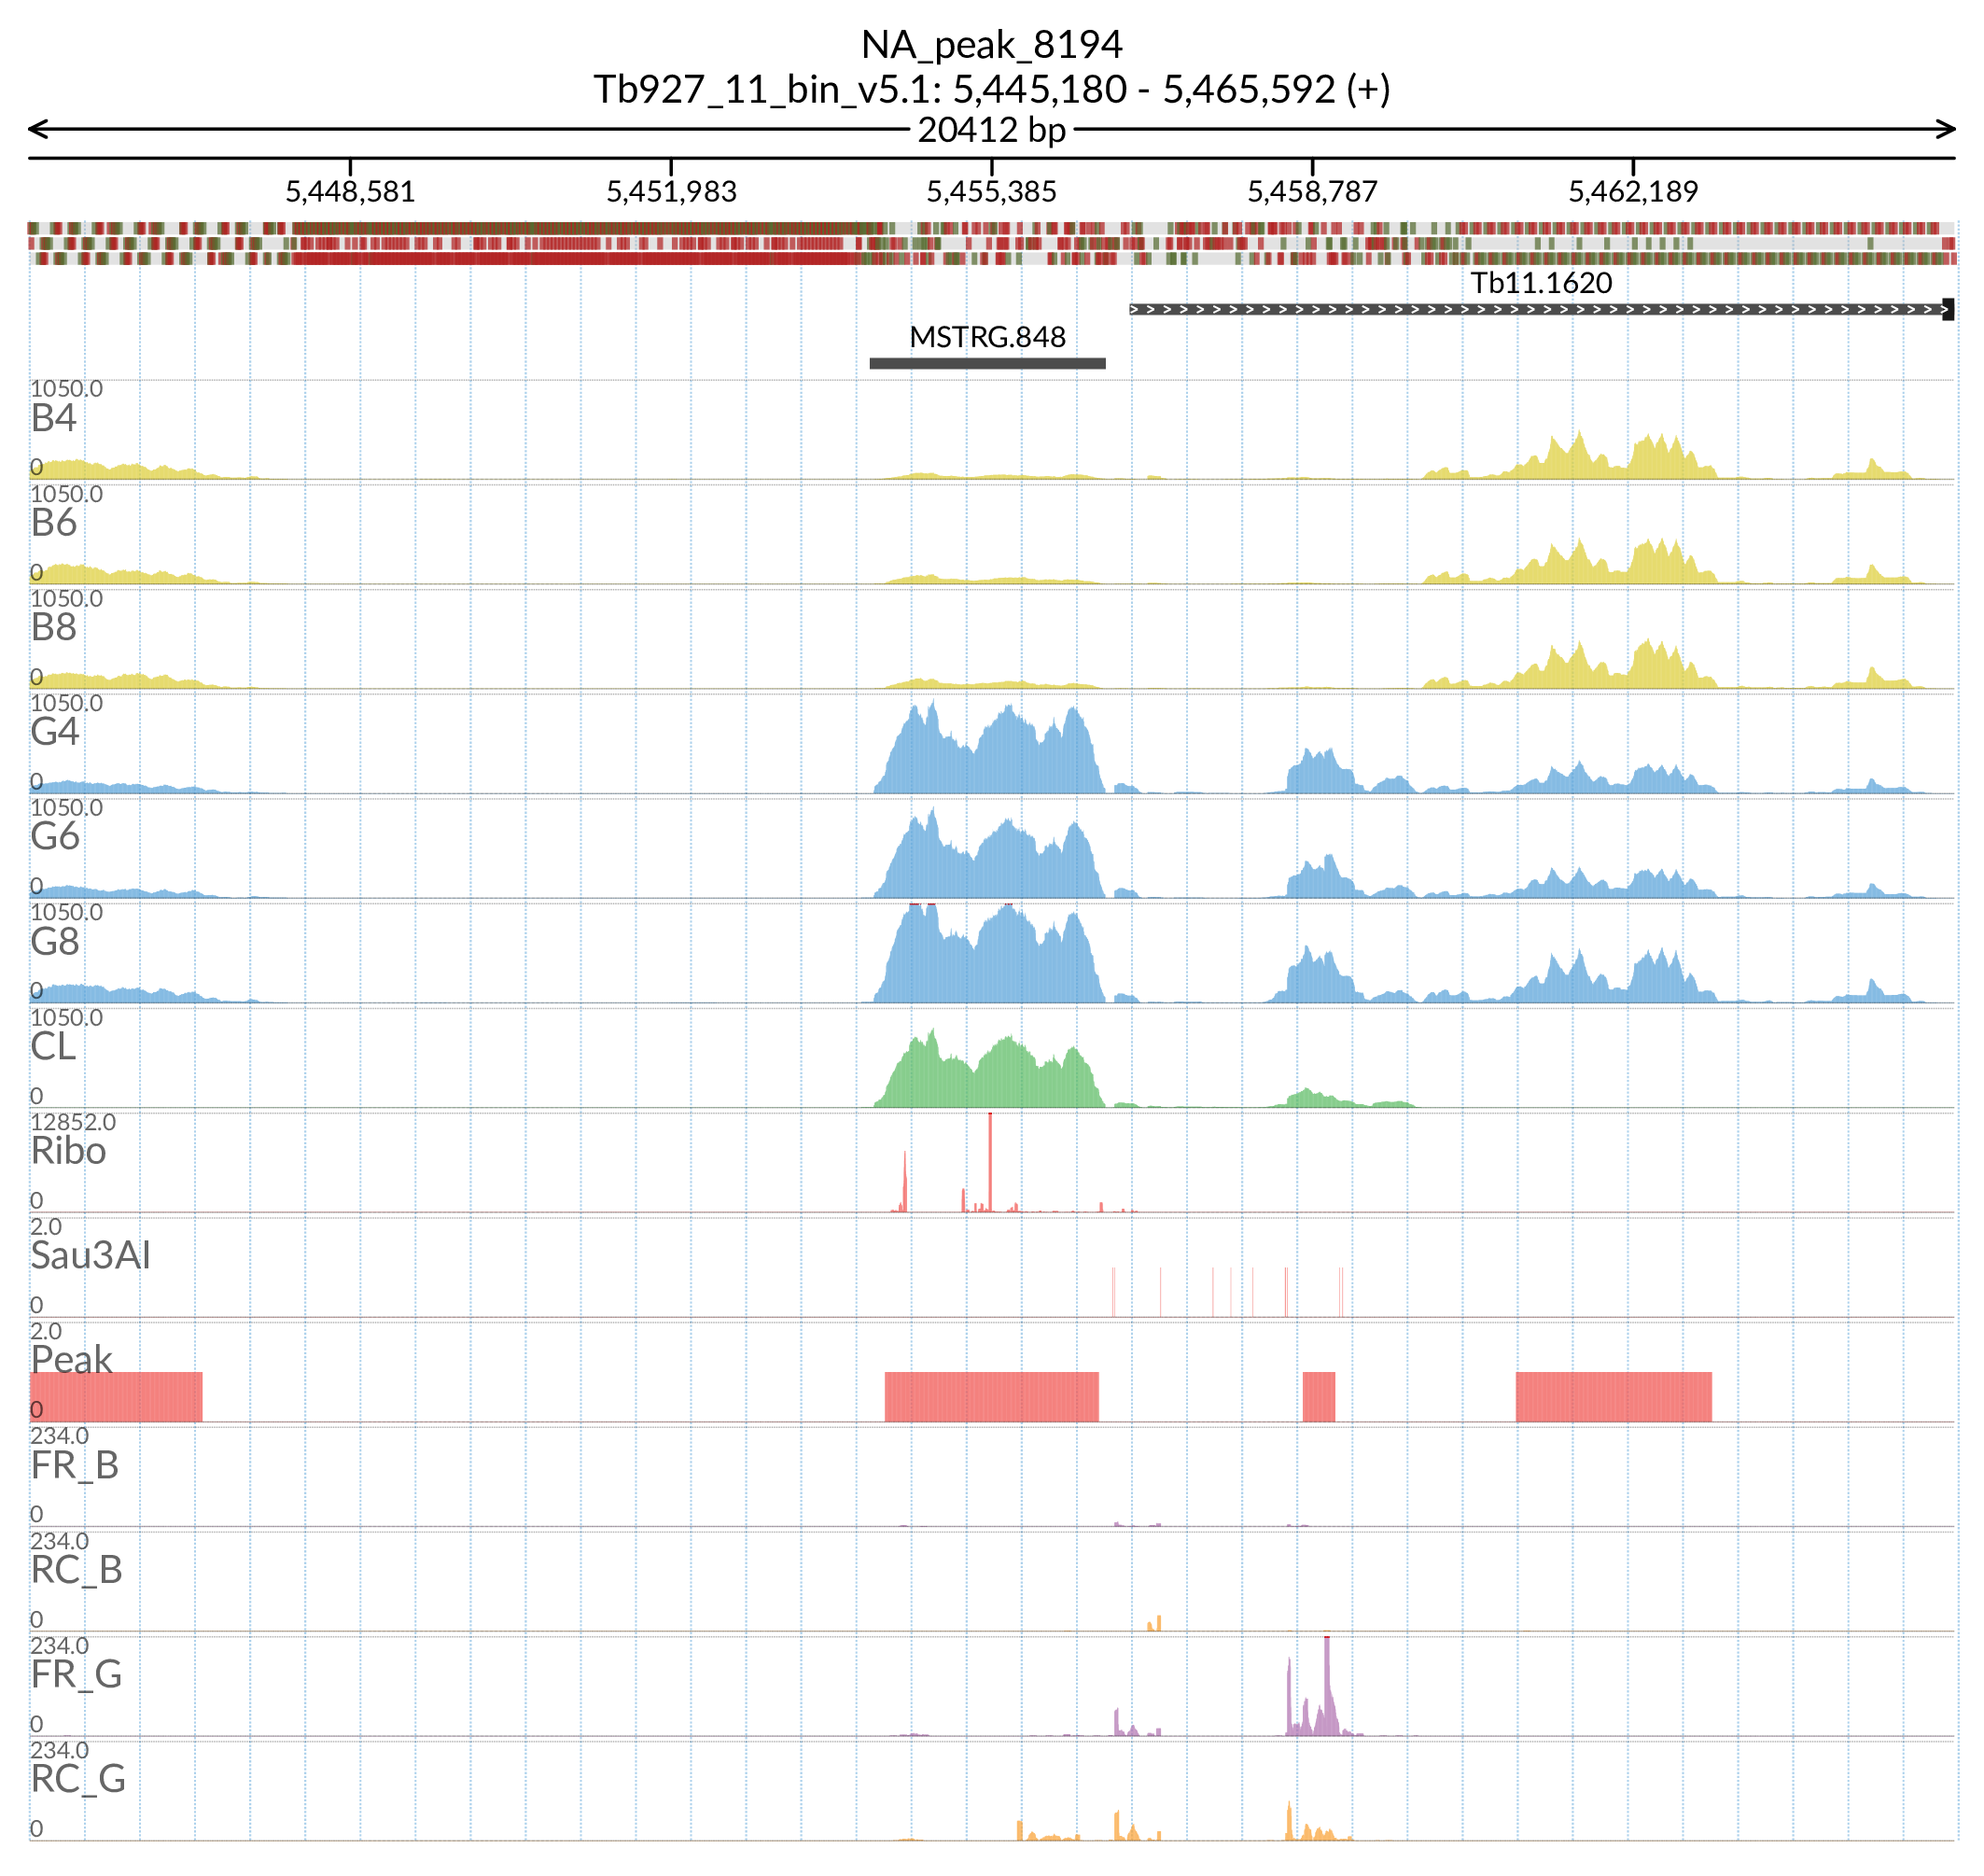 NA_peak_8194
Tb927_11_bin_v5.1: 5,445,180 - 5,465,592 (+)
20412 bp
5,448,581 5,451,983 5,455,385 5,458,787 5,462,189
Tb11.1620
MSTRG.848
1050.0
B4
0
1050.0
B6
0
1050.0
B8
0
1050.0
G4
0
1050.0
G6
0
1050.0
G8
0
1050.0
CL
0
12852.0
Ribo
0
2.0
Sau3AI
0
2.0
Peak
0
234.0
FR_B
0
234.0
RC_B
0
234.0
FR_G
0
234.0
RC_G
0